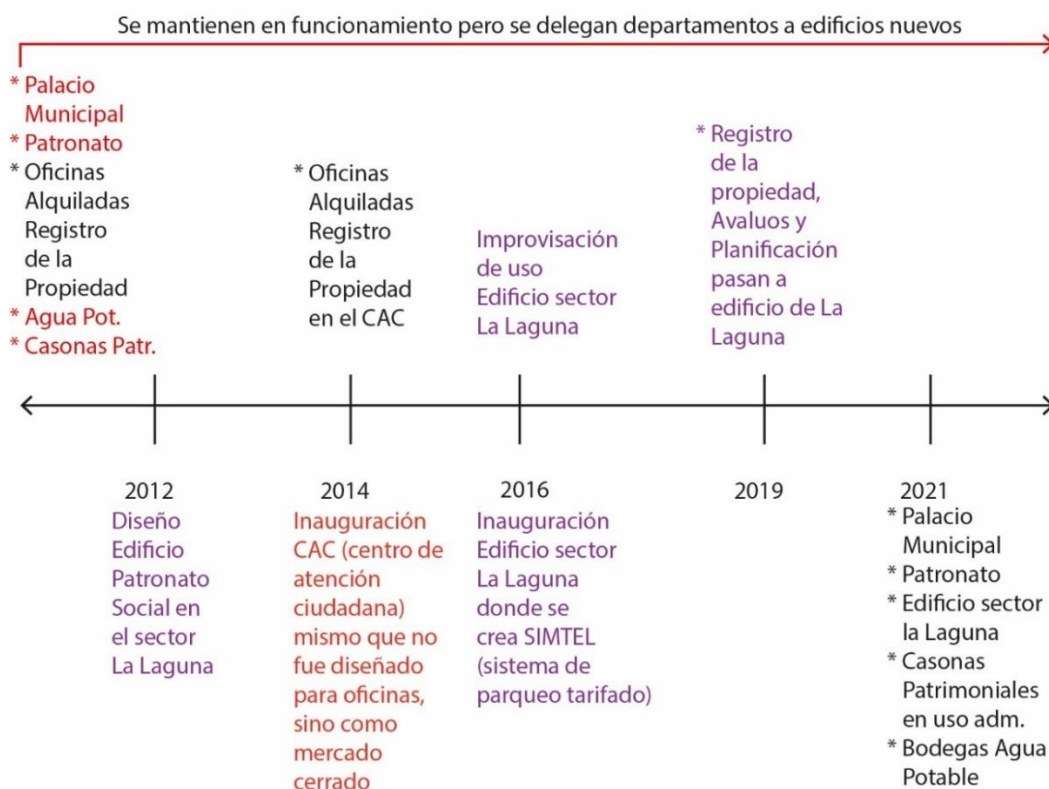 Se mantienen en funcionamiento pero se delegan departamentos a edificios nuevos
* Palacio
Municipal
* Patronato
* Oficinas
Alquiladas
Registro
de la
Propiedad
* Agua Pot.
* Casonas Patr.
* Oficinas
Alquiladas
Registro
de la
Propiedad
en el CAC
Improvisación
de uso
Edificio sector
La Laguna
* Registro
de la
propiedad,
Avaluos y
Planificación
pasan a
edificio de La
Laguna
2012
Diseño
Edificio
Patronato
Social en
el sector
La Laguna
2014
Inauguración
CAC (centro de
atención
ciudadana)
mismo que no
fue diseñado
para oficinas,
sino como
mercado
cerrado
2016
Inauguración
Edificio sector
La Laguna
donde se
crea SIMTEL
(sistema de
parqueo tarifado)
2019
2021
* Palacio
Municipal
* Patronato
* Edificio sector
la Laguna
* Casonas
Patrimoniales
en uso adm.
* Bodegas Agua
Potable